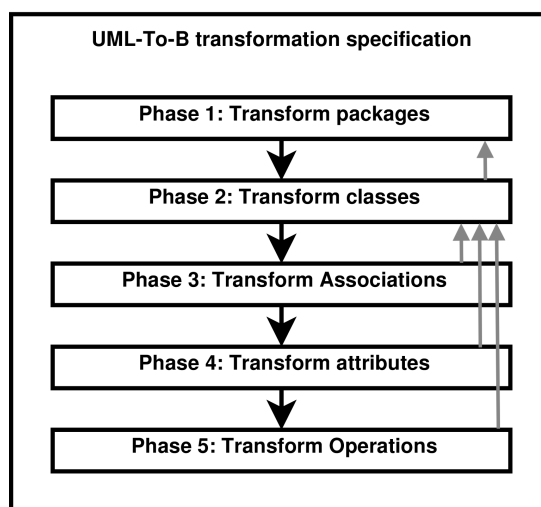 UML-To-B transformation specification
Phase 1: Transform packages
Phase 2: Transform classes
Phase 3: Transform Associations
Phase 4: Transform attributes
Phase 5: Transform Operations